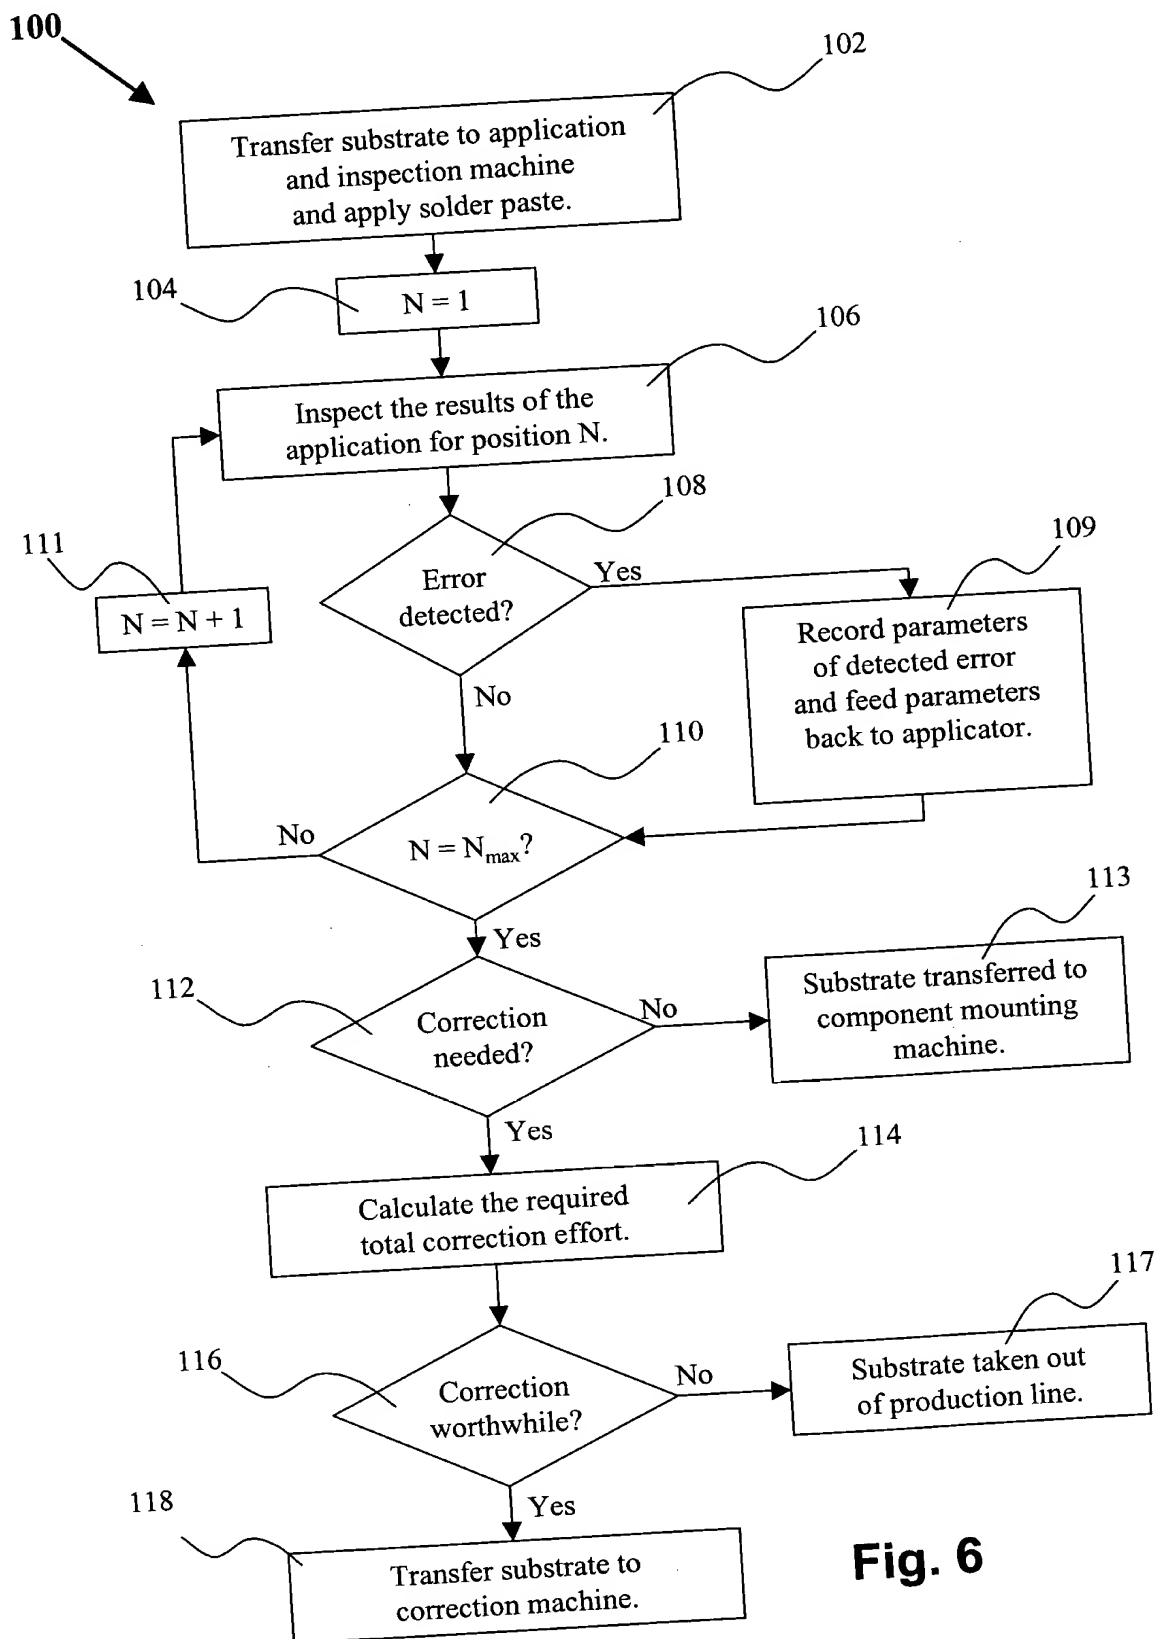 100
102
Transfer substrate to application
and inspection machine
and apply solder paste.
104
N = 1
106
Inspect the results of the
application for position N.
108
Error
detected?
Yes
109
Record parameters
of detected error
and feed parameters
back to applicator.
111
N = N + 1
No
110
No
N = Nmax?
Yes
113
Substrate transferred to
component mounting
machine.
112
Correction
needed?
No
Yes
114
Calculate the required
total correction effort.
117
Substrate taken out
of production line.
116
Correction
worthwhile?
No
Yes
118
Transfer substrate to
correction machine.
Fig. 6